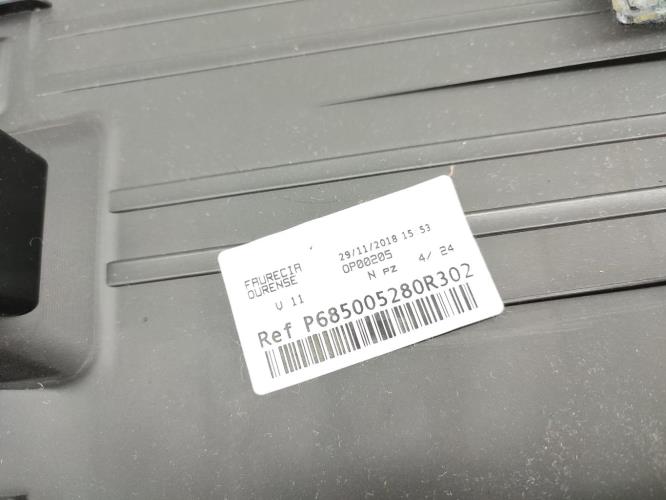 FAURECIA 29/11/2018 15 53
OURENSE OP00205
V 11 N PZ 4/ 24
Ref P685005280R302